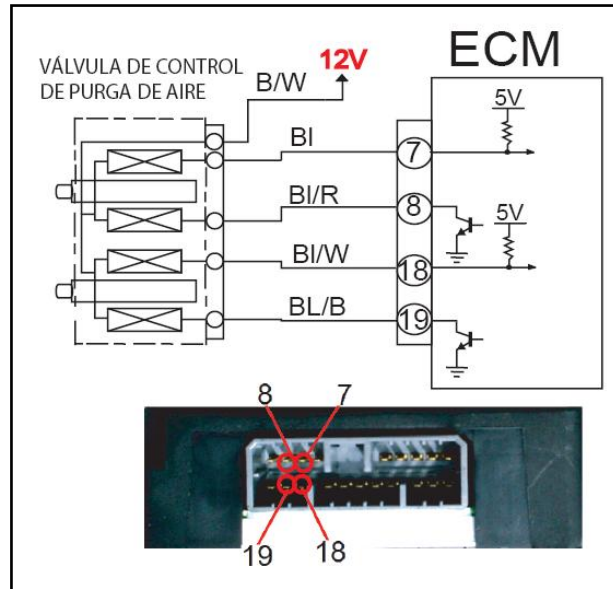 ECM
VÁLVULA DE CONTROL
DE PURGA DE AIRE
12V
B/W
5V
Bl
7
Bl/R
8
5V
Bl/W
18
BL/B
19
8 7
19 18